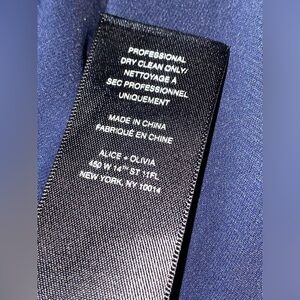 PROFESSIONAL
DRY CLEAN ONLY/
NETTOYAGE À
SEC PROFESSIONNEL
UNIQUEMENT
MADE IN CHINA
FABRIQUÉ EN CHINE
ALICE + OLIVIA
450 W 14TH ST 11FL
NEW YORK, NY 10014